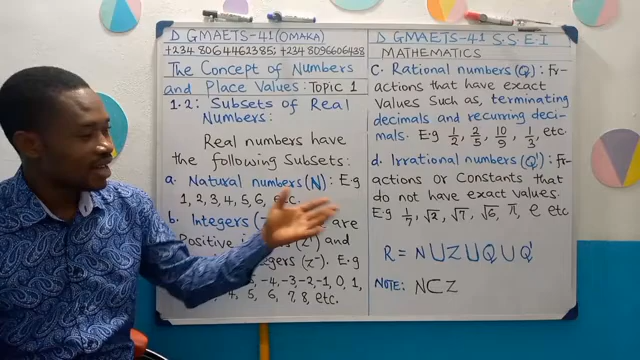 D GMAETS-41 (OMAKA)
+234 806 4462385; +234 8096606438
The Concept of Numbers
and Place Values: Topic 1
1.2: Subsets of Real
Numbers:
Real numbers have
the following Subsets:
a. Natural numbers (N): E.g
1, 2, 3, 4, 5, 6, etc.
b. Integers are
Positive (Z⁺) and
integers (Z⁻). E.g
-4, -3, -2, -1, 0, 1,
4, 5, 6, 7, 8, etc.
D GMAETS-41 S.S.E.I
MATHEMATICS
c. Rational numbers (Q): Fr-
actions that have exact
Values Such as, terminating
decimals and recurring deci-
mals. E.g 1/2, 2/5, 10/9, 1/3, etc.
d. Irrational numbers (Q'): Fr-
actions or Constants that
do not have exact values.
E.g 1/7, √2, √7, √6, π, e etc
R = N ∪ Z ∪ Q ∪ Q'
NOTE: N⊂Z